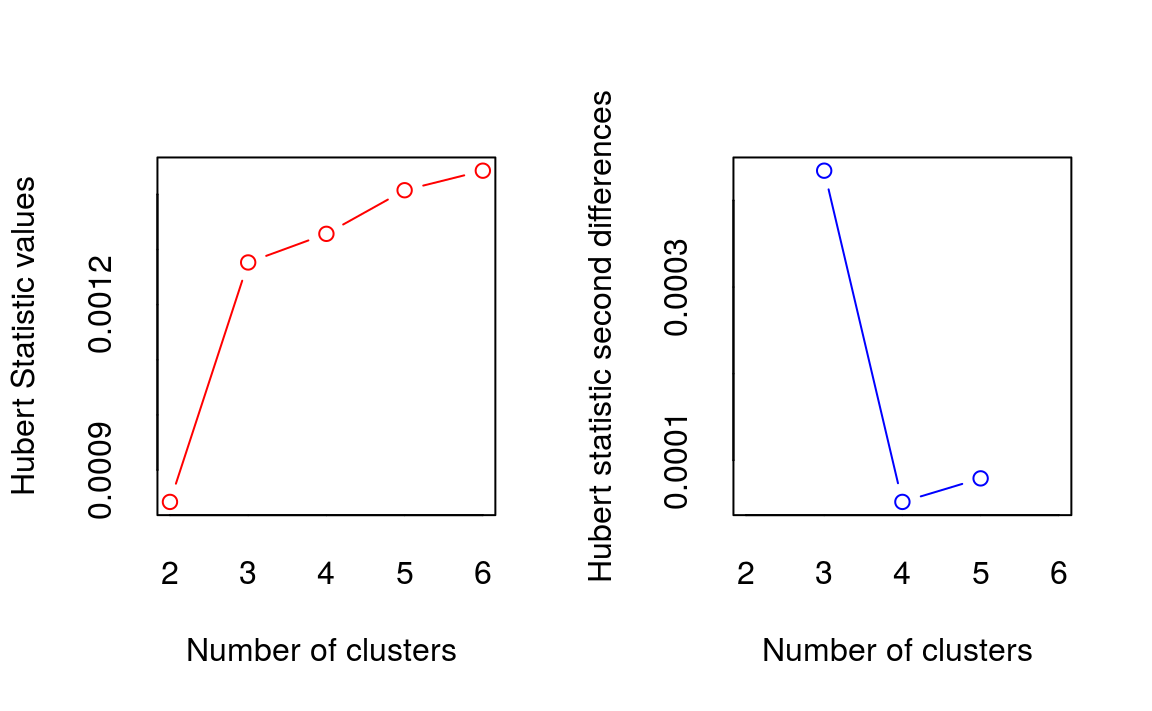 Hubert Statistic values
0.0012
0.0009
2 3 4 5 6
Number of clusters
Hubert statistic second differences
0.0003
0.0001
2 3 4 5 6
Number of clusters